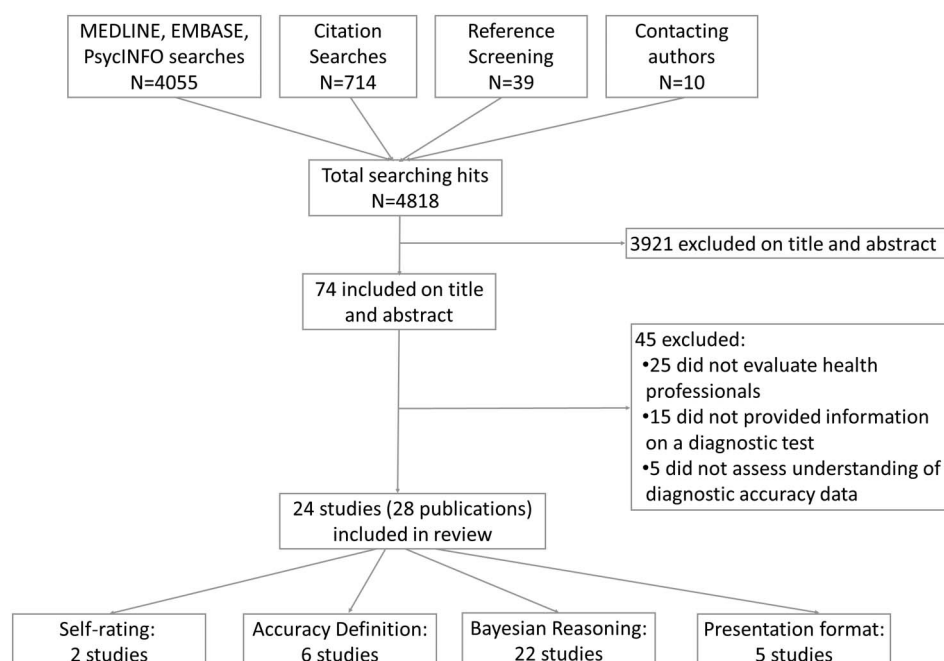 MEDLINE, EMBASE,
PsycINFO searches
N=4055
Citation
Searches
N=714
Reference
Screening
N=39
Contacting
authors
N=10
Total searching hits
N=4818
3921 excluded on title and abstract
74 included on title
and abstract
45 excluded:
•25 did not evaluate health
professionals
•15 did not provided information
on a diagnostic test
•5 did not assess understanding of
diagnostic accuracy data
24 studies (28 publications)
included in review
Self-rating:
2 studies
Accuracy Definition:
6 studies
Bayesian Reasoning:
22 studies
Presentation format:
5 studies